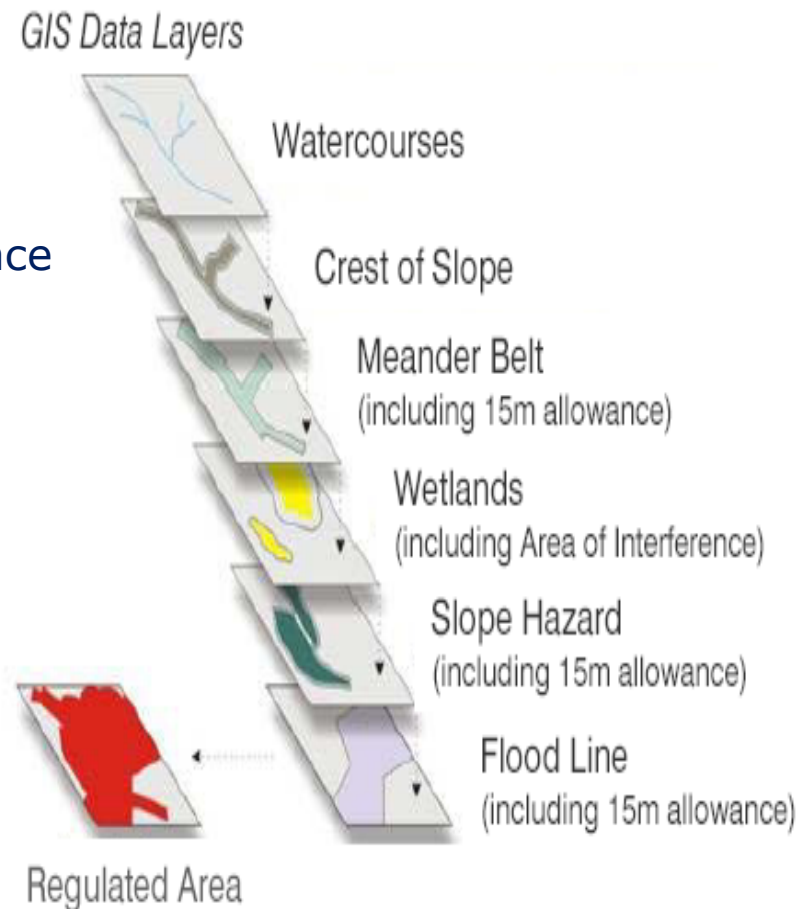 GIS Data Layers
Watercourses
Crest of Slope
Meander Belt
(including 15m allowance)
Wetlands
(including Area of Interference)
Slope Hazard
(including 15m allowance)
Flood Line
(including 15m allowance)
Regulated Area